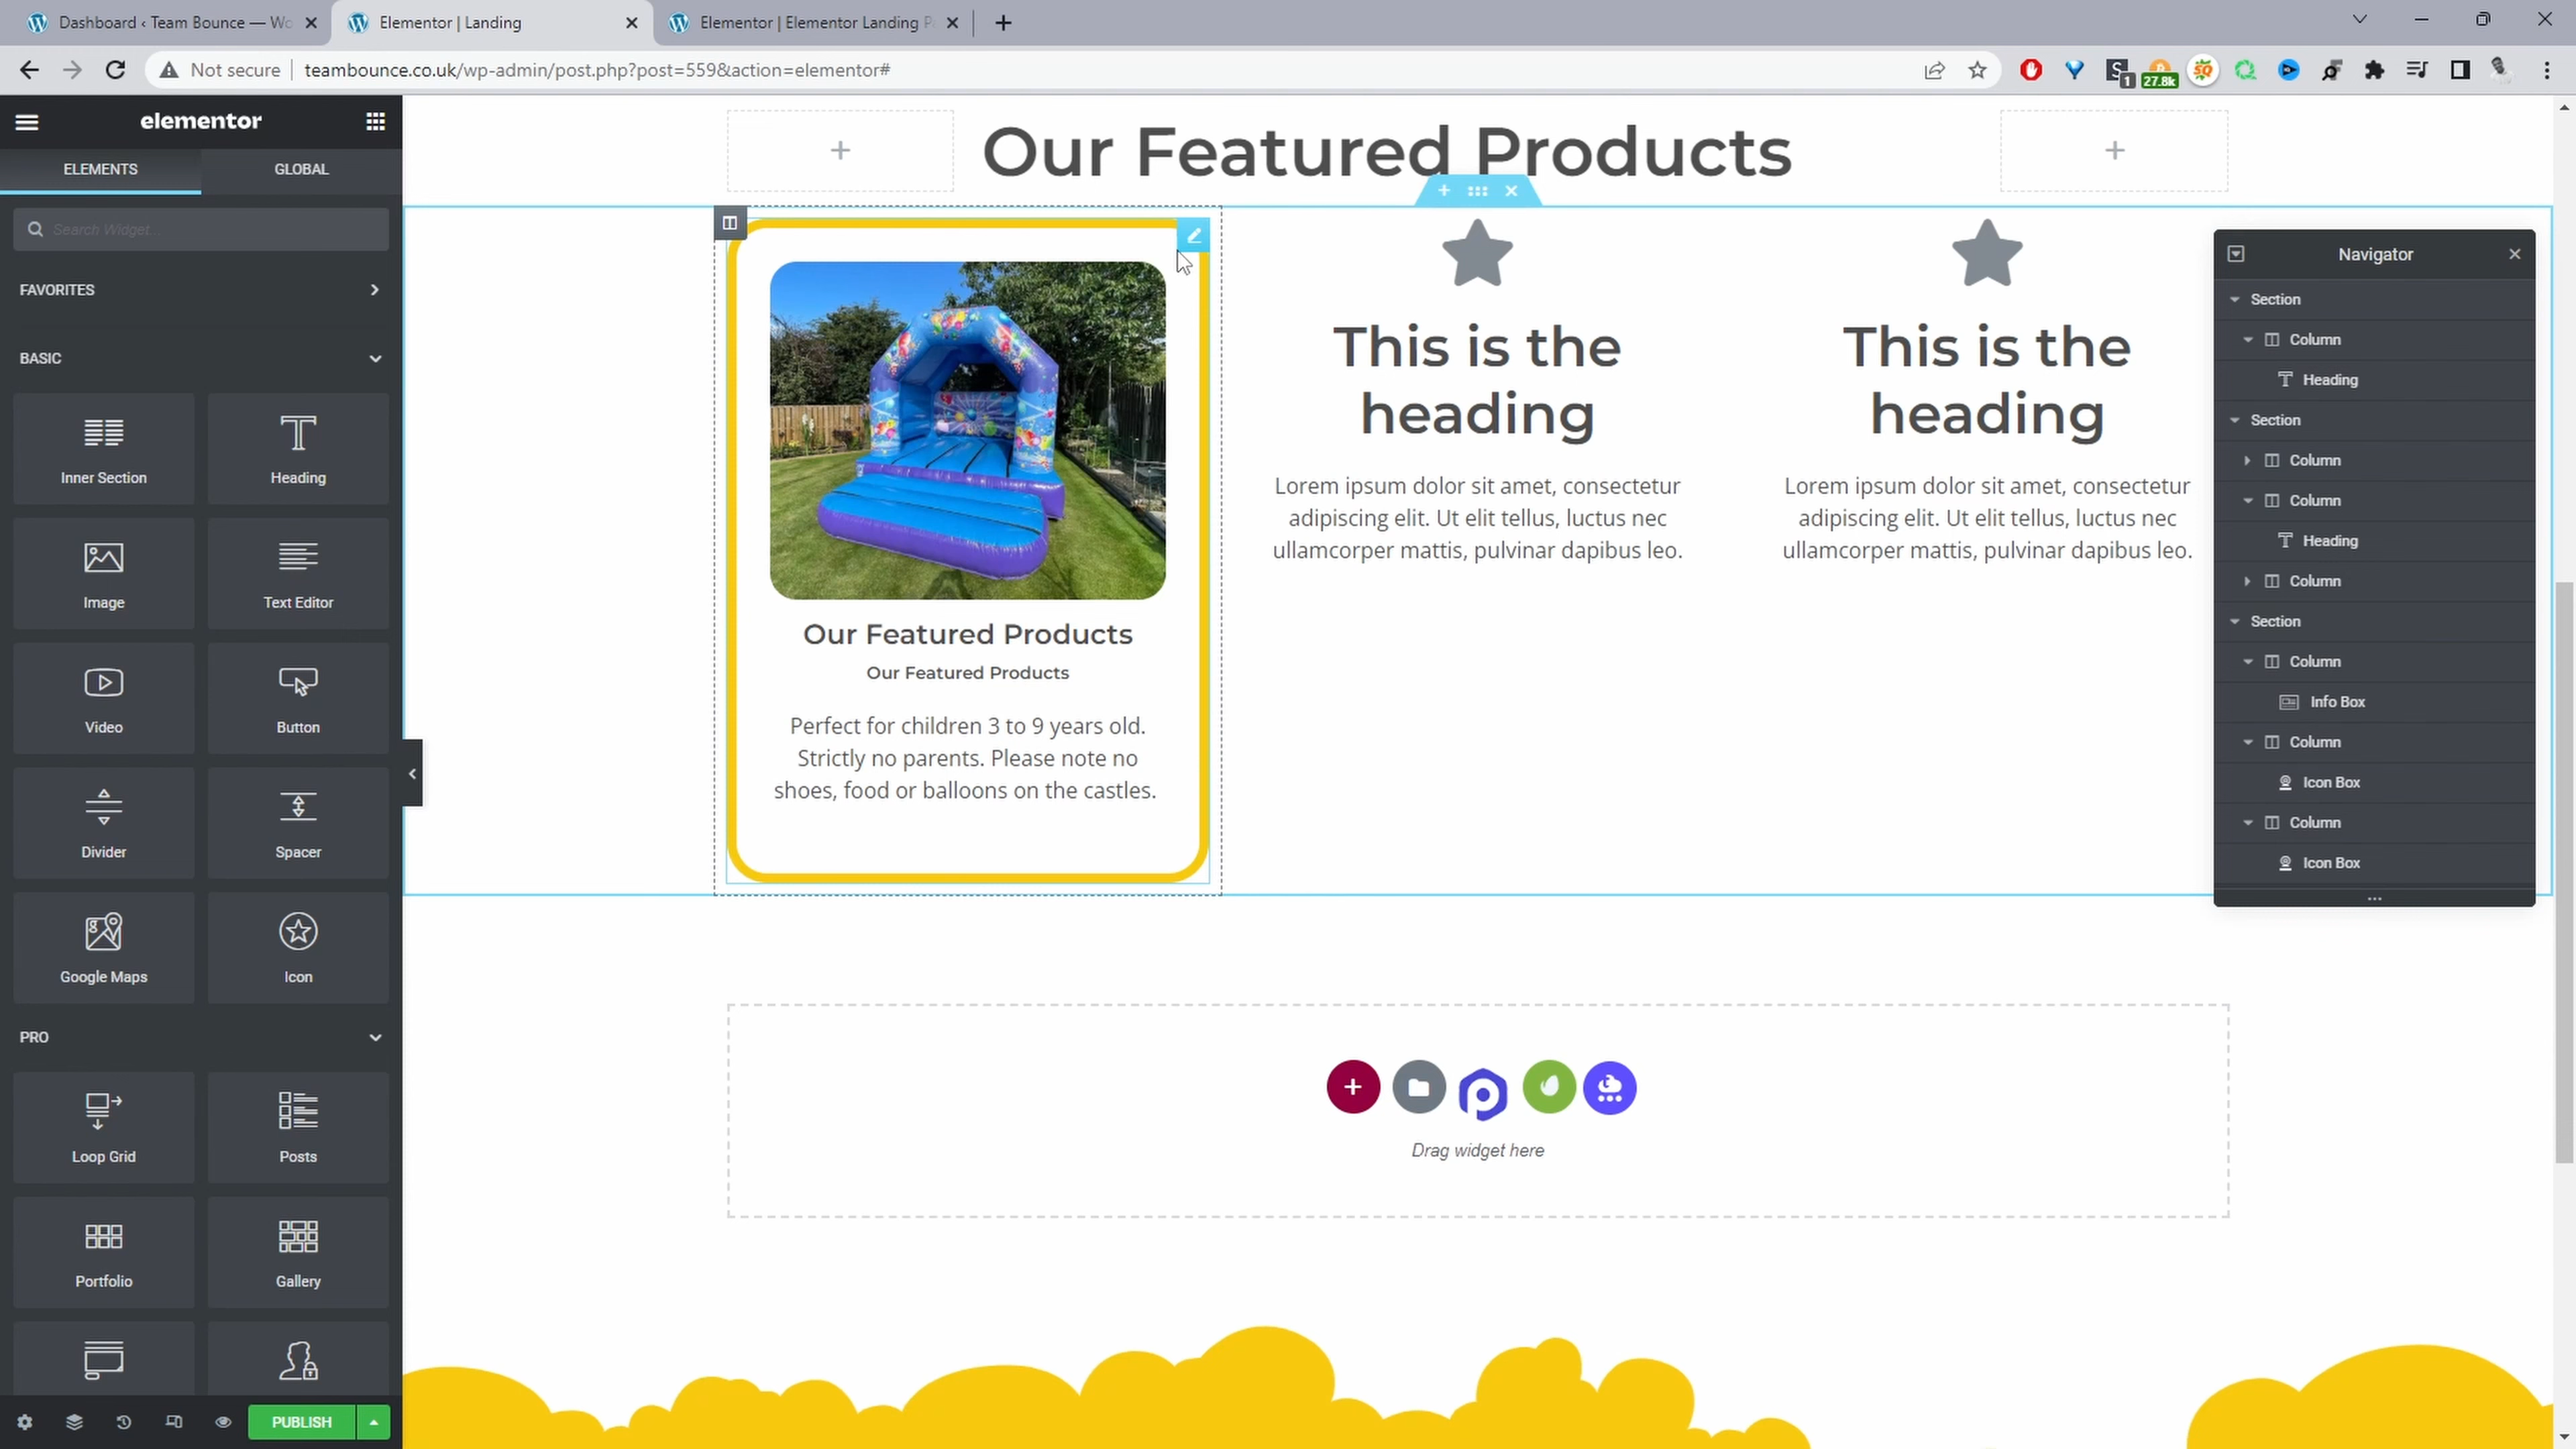 Dashboard ‹ Team Bounce — Wo
Elementor | Landing
Elementor | Elementor Landing P
Not secure
teambounce.co.uk/wp-admin/post.php?post=559&action=elementor#
1
27.8k
SQ
elementor
ELEMENTS
GLOBAL
Search Widget...
FAVORITES
BASIC
Inner Section
Heading
Image
Text Editor
Video
Button
Divider
Spacer
Google Maps
Icon
PRO
Loop Grid
Posts
Portfolio
Gallery
PUBLISH
Our Featured Products
Our Featured Products
Our Featured Products
Perfect for children 3 to 9 years old.
Strictly no parents. Please note no
shoes, food or balloons on the castles.
This is the
heading
Lorem ipsum dolor sit amet, consectetur
adipiscing elit. Ut elit tellus, luctus nec
ullamcorper mattis, pulvinar dapibus leo.
This is the
heading
Lorem ipsum dolor sit amet, consectetur
adipiscing elit. Ut elit tellus, luctus nec
ullamcorper mattis, pulvinar dapibus leo.
Drag widget here
Navigator
Section
Column
Heading
Section
Column
Column
Heading
Column
Section
Column
Info Box
Column
Icon Box
Column
Icon Box